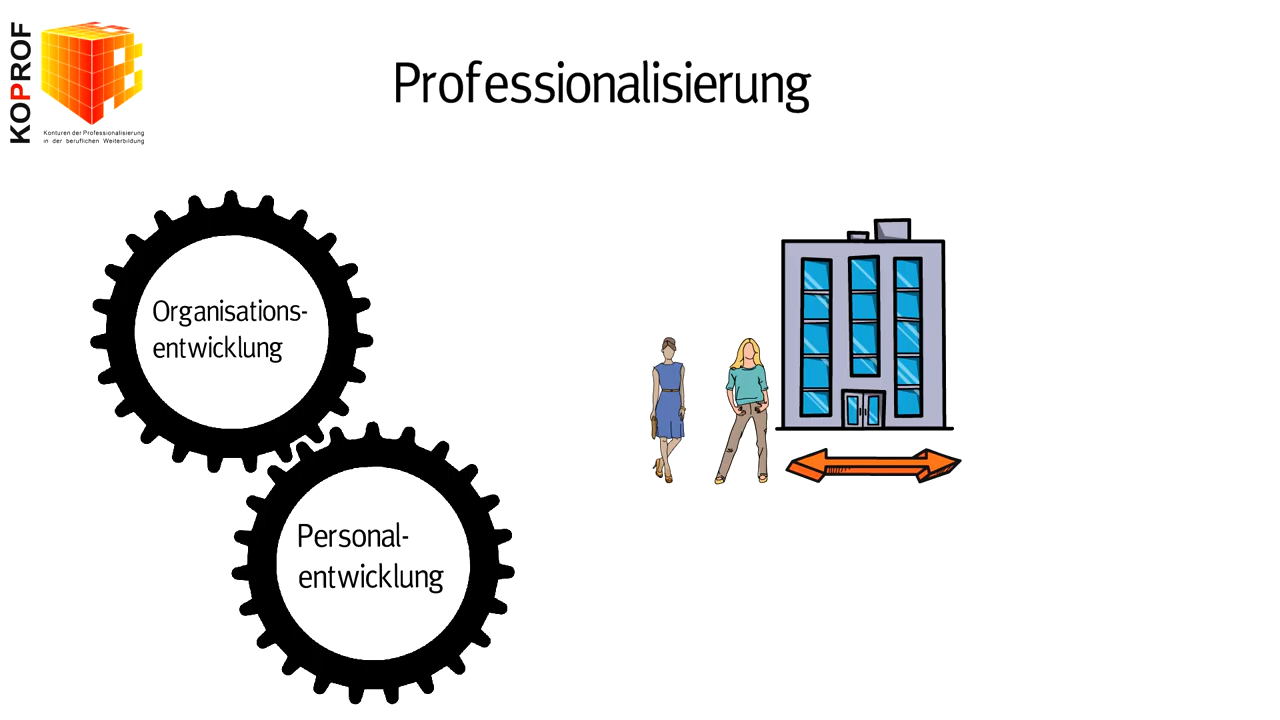 KOPROF
Konturen der Professionalisierung
in der beruflichen Weiterbildung
Professionalisierung
Organisations-
entwicklung
Personal-
entwicklung